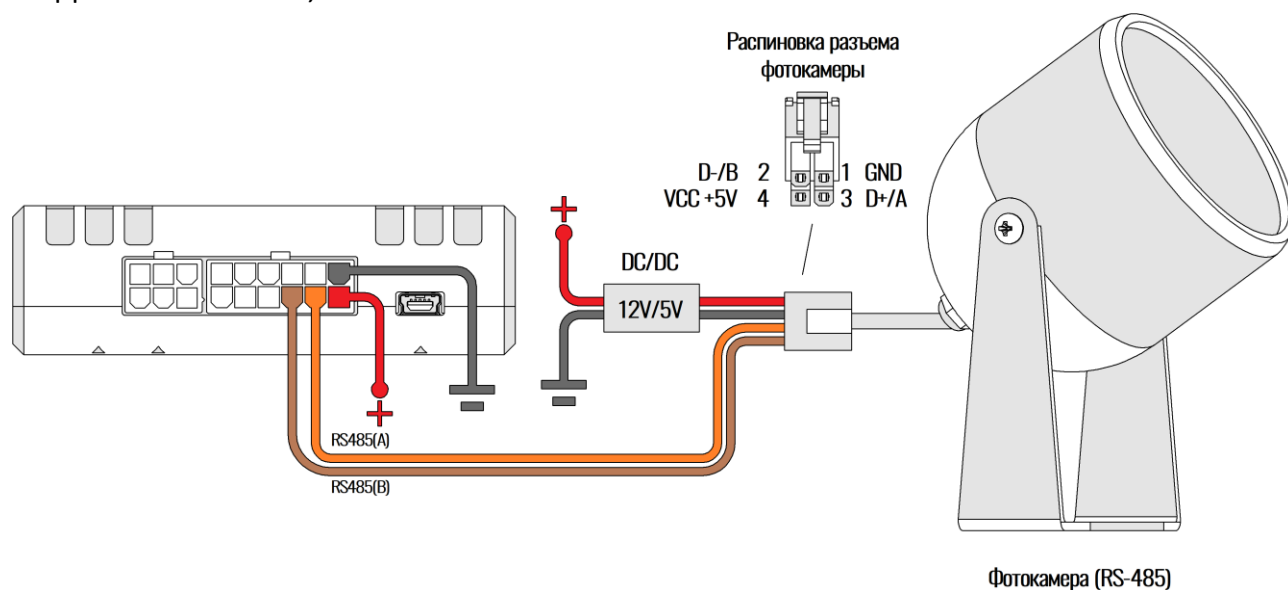 Распиновка разъема
фотокамеры
D-/B 2 1 GND
VCC +5V 4 3 D+/A
DC/DC
12V/5V
RS485(A)
RS485(B)
Фотокамера (RS-485)